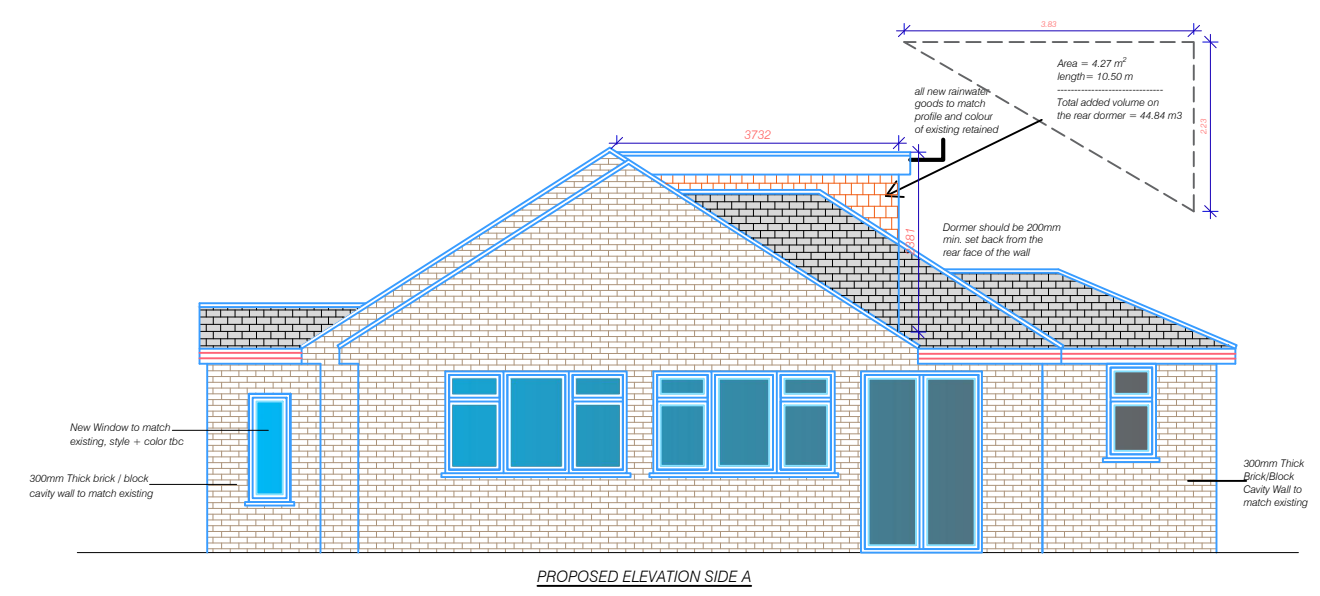 3.83
Area = 4.27 m²
length= 10.50 m
------------------------------
Total added volume on
the rear dormer = 44.84 m3
2.23
all new rainwater
goods to match
profile and colour
of existing retained
3732
Dormer should be 200mm
min. set back from the
rear face of the wall
New Window to match
existing, style + color tbc
300mm Thick brick / block
cavity wall to match existing
300mm Thick
Brick/Block
Cavity Wall to
match existing
PROPOSED ELEVATION SIDE A